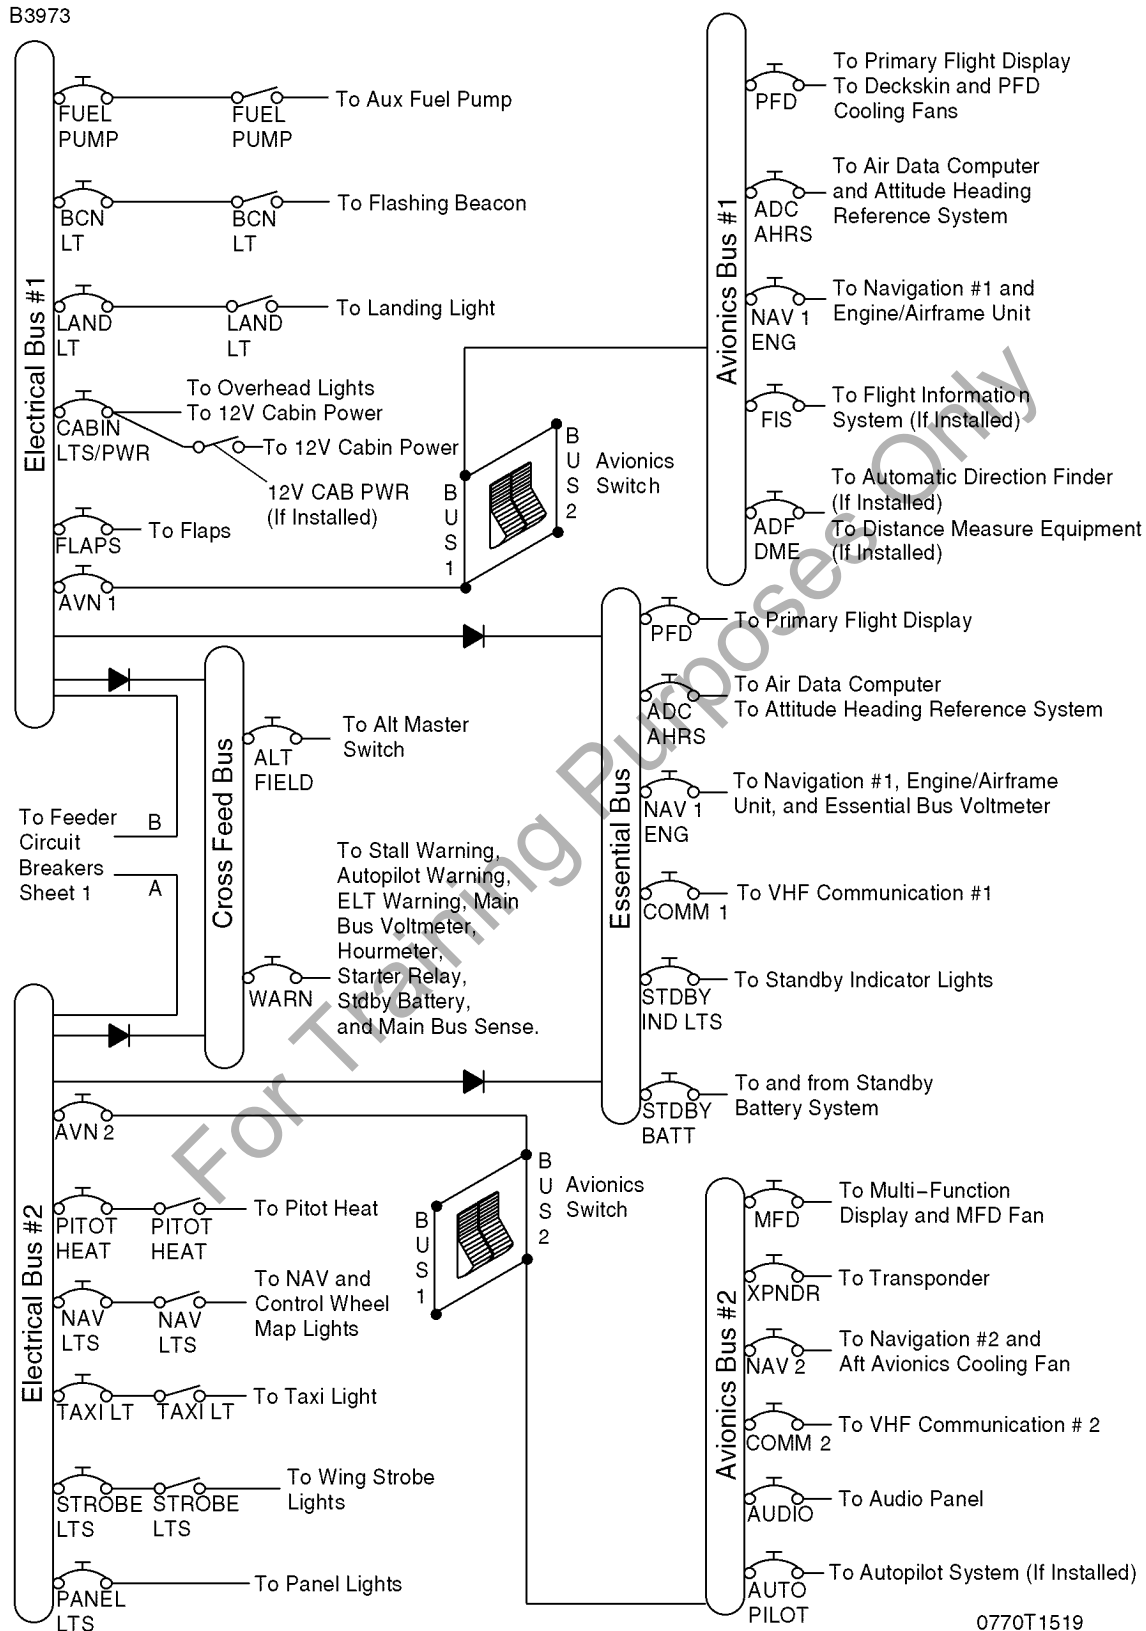 B3973
Electrical Bus #1
FUEL
PUMP
FUEL
PUMP
To Aux Fuel Pump
BCN
LT
BCN
LT
To Flashing Beacon
LAND
LT
LAND
LT
To Landing Light
CABIN
LTS/PWR
To Overhead Lights
To 12V Cabin Power
To 12V Cabin Power
12V CAB PWR
(If Installed)
FLAPS
To Flaps
AVN 1
BUS 1
BUS 2
Avionics
Switch
Avionics Bus #1
PFD
To Primary Flight Display
To Deckskin and PFD
Cooling Fans
ADC
AHRS
To Air Data Computer
and Attitude Heading
Reference System
NAV 1
ENG
To Navigation #1 and
Engine/Airframe Unit
FIS
To Flight Information
System (If Installed)
ADF
DME
To Automatic Direction Finder
(If Installed)
To Distance Measure Equipment
(If Installed)
Cross Feed Bus
ALT
FIELD
To Alt Master
Switch
To Feeder
Circuit
Breakers
Sheet 1
B
A
WARN
To Stall Warning,
Autopilot Warning,
ELT Warning, Main
Bus Voltmeter,
Hourmeter,
Starter Relay,
Stdby Battery,
and Main Bus Sense.
Essential Bus
PFD
To Primary Flight Display
ADC
AHRS
To Air Data Computer
To Attitude Heading Reference System
NAV 1
ENG
To Navigation #1, Engine/Airframe
Unit, and Essential Bus Voltmeter
COMM 1
To VHF Communication #1
STDBY
IND LTS
To Standby Indicator Lights
STDBY
BATT
To and from Standby
Battery System
Electrical Bus #2
AVN 2
BUS 1
BUS 2
Avionics
Switch
PITOT
HEAT
PITOT
HEAT
To Pitot Heat
NAV
LTS
NAV
LTS
To NAV and
Control Wheel
Map Lights
TAXI LT
TAXI LT
To Taxi Light
STROBE
LTS
STROBE
LTS
To Wing Strobe
Lights
PANEL
LTS
To Panel Lights
Avionics Bus #2
MFD
To Multi-Function
Display and MFD Fan
XPNDR
To Transponder
NAV 2
To Navigation #2 and
Aft Avionics Cooling Fan
COMM 2
To VHF Communication # 2
AUDIO
To Audio Panel
AUTO
PILOT
To Autopilot System (If Installed)
0770T1519
For Training Purposes Only